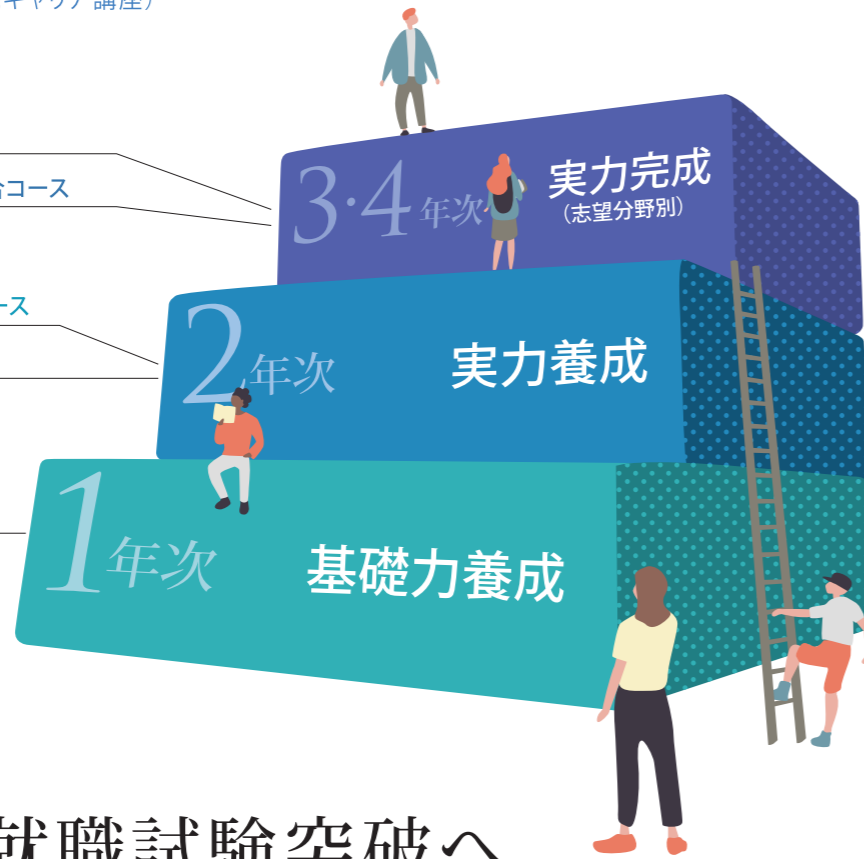 キャリア講座）
合コース
ース
3・4年次
実力完成
（志望分野別）
2年次
実力養成
1年次
基礎力養成
就職試験突破へ